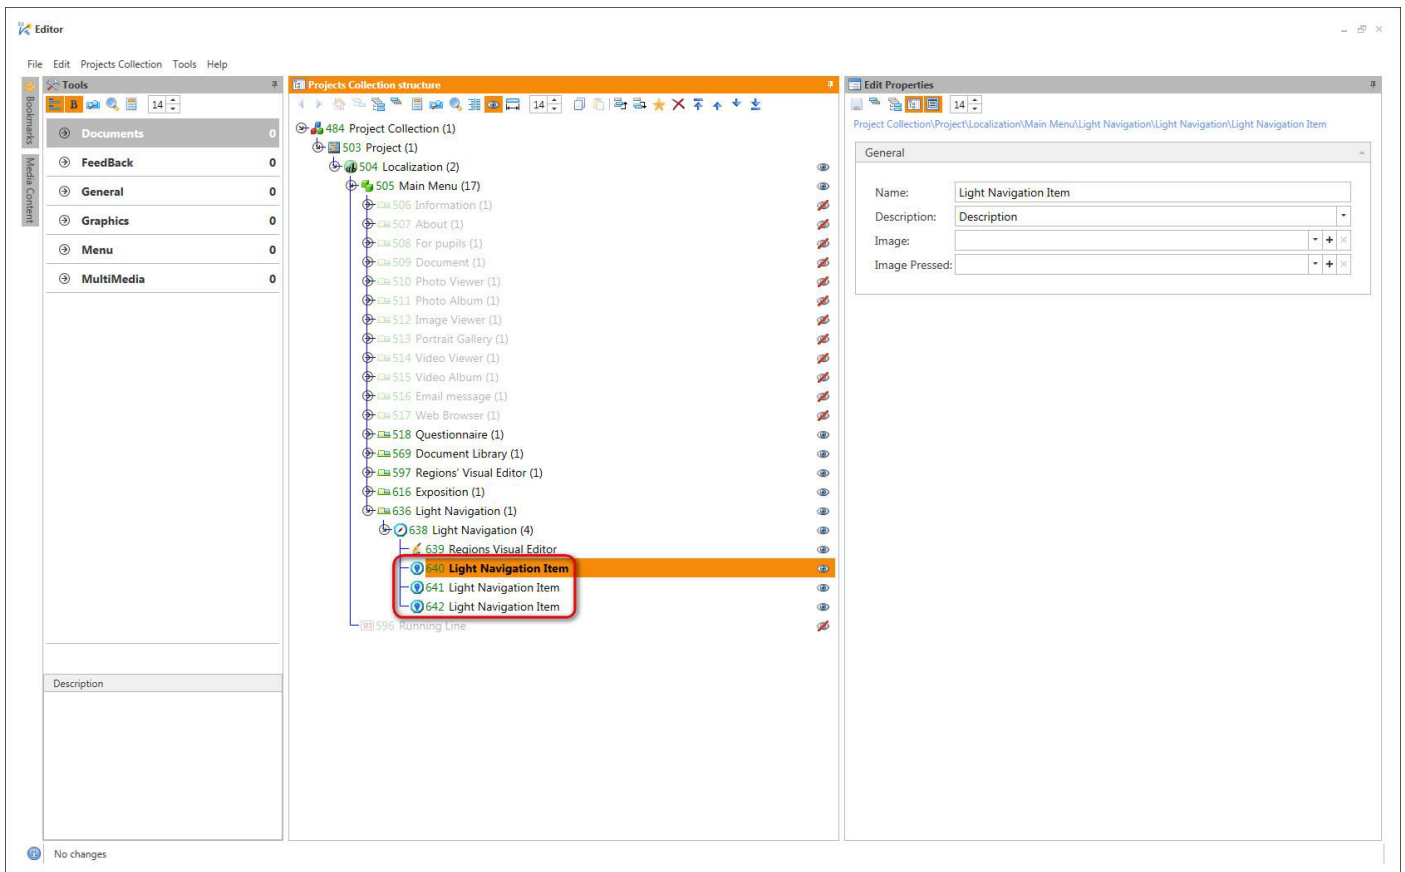 Editor
File Edit Projects Collection Tools Help
Bookmarks
Media Content
Tools
B 14
Documents 0
FeedBack 0
General 0
Graphics 0
Menu 0
MultiMedia 0
Description
Projects Collection structure
14
484 Project Collection (1)
503 Project (1)
504 Localization (2)
505 Main Menu (17)
506 Information (1)
507 About (1)
508 For pupils (1)
509 Document (1)
510 Photo Viewer (1)
511 Photo Album (1)
512 Image Viewer (1)
513 Portrait Gallery (1)
514 Video Viewer (1)
515 Video Album (1)
516 Email message (1)
517 Web Browser (1)
518 Questionnaire (1)
569 Document Library (1)
597 Regions' Visual Editor (1)
616 Exposition (1)
636 Light Navigation (1)
638 Light Navigation (4)
639 Regions Visual Editor
640 Light Navigation Item
641 Light Navigation Item
642 Light Navigation Item
596 Running Line
Edit Properties
14
Project Collection\Project\Localization\Main Menu\Light Navigation\Light Navigation\Light Navigation Item
General
Name: Light Navigation Item
Description: Description
Image:
Image Pressed:
No changes